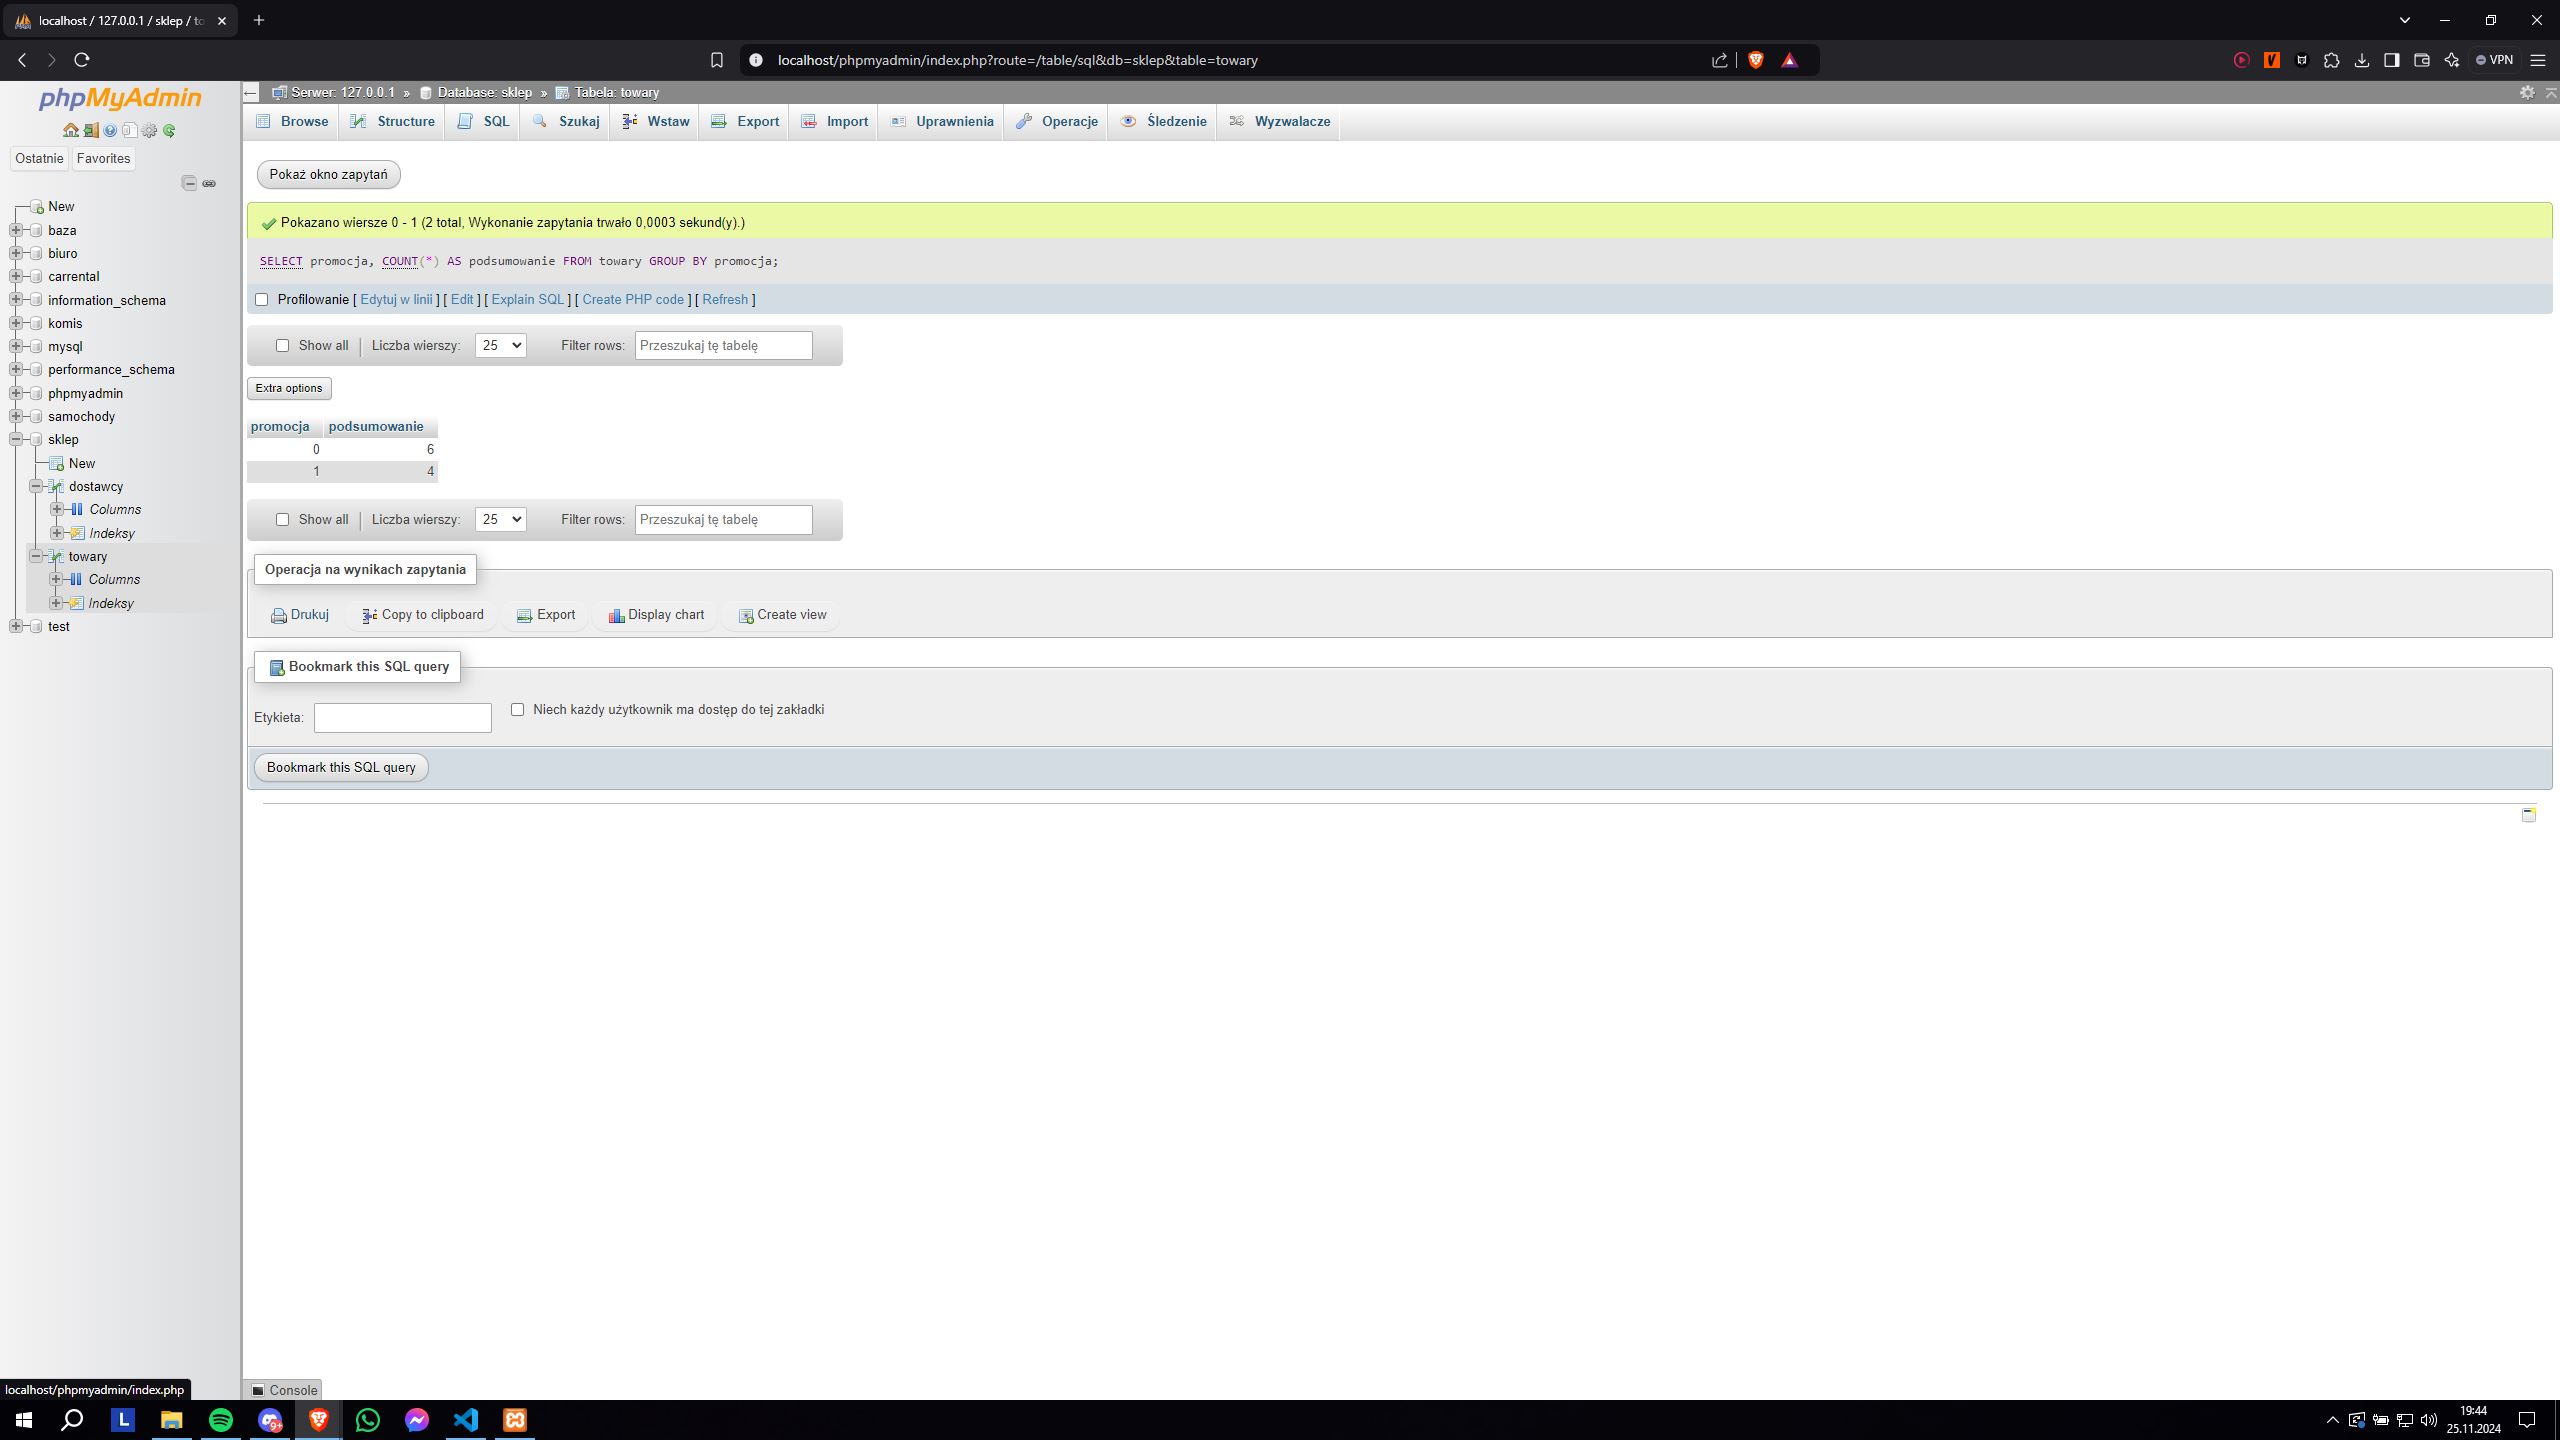 localhost / 127.0.0.1 / sklep / to
localhost/phpmyadmin/index.php?route=/table/sql&db=sklep&table=towary
VPN
phpMyAdmin
Ostatnie
Favorites
New
baza
biuro
carrental
information_schema
komis
mysql
performance_schema
phpmyadmin
samochody
sklep
New
dostawcy
Columns
Indeksy
towary
Columns
Indeksy
test
Serwer: 127.0.0.1 » Database: sklep » Tabela: towary
Browse Structure SQL Szukaj Wstaw Export Import Uprawnienia Operacje Śledzenie Wyzwalacze
Pokaż okno zapytań
Pokazano wiersze 0 - 1 (2 total, Wykonanie zapytania trwało 0,0003 sekund(y).)
SELECT promocja, COUNT(*) AS podsumowanie FROM towary GROUP BY promocja;
Profilowanie [ Edytuj w linii ] [ Edit ] [ Explain SQL ] [ Create PHP code ] [ Refresh ]
Show all | Liczba wierszy: 25 Filter rows: Przeszukaj tę tabelę
Extra options
promocja podsumowanie
0 6
1 4
Show all | Liczba wierszy: 25 Filter rows: Przeszukaj tę tabelę
Operacja na wynikach zapytania
Drukuj Copy to clipboard Export Display chart Create view
Bookmark this SQL query
Etykieta: Niech każdy użytkownik ma dostęp do tej zakładki
Bookmark this SQL query
localhost/phpmyadmin/index.php
Console
L
9+
19:44
25.11.2024